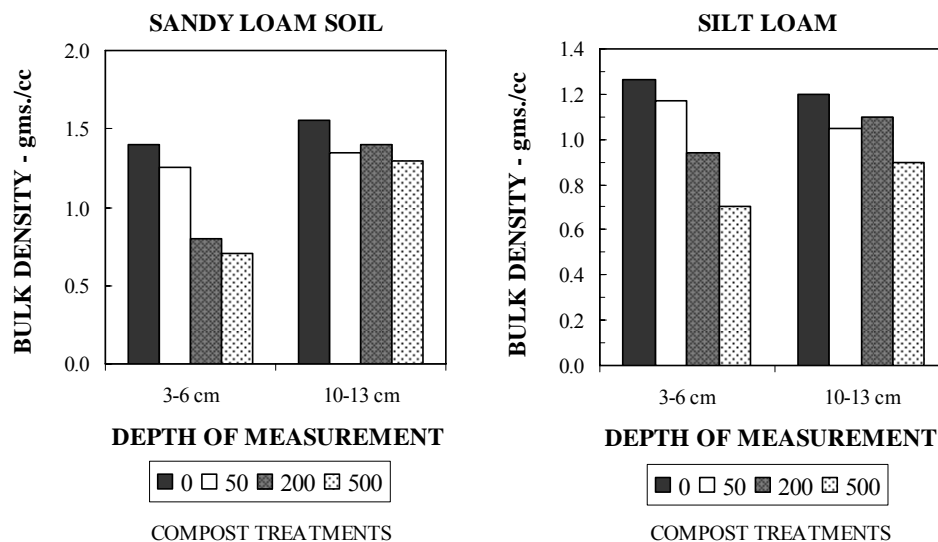 SANDY LOAM SOIL
BULK DENSITY - gms./cc
2.0
1.5
1.0
0.5
0.0
3-6 cm 10-13 cm
DEPTH OF MEASUREMENT
0 50 200 500
COMPOST TREATMENTS
SILT LOAM
BULK DENSITY - gms./cc
1.4
1.2
1.0
0.8
0.6
0.4
0.2
0.0
3-6 cm 10-13 cm
DEPTH OF MEASUREMENT
0 50 200 500
COMPOST TREATMENTS